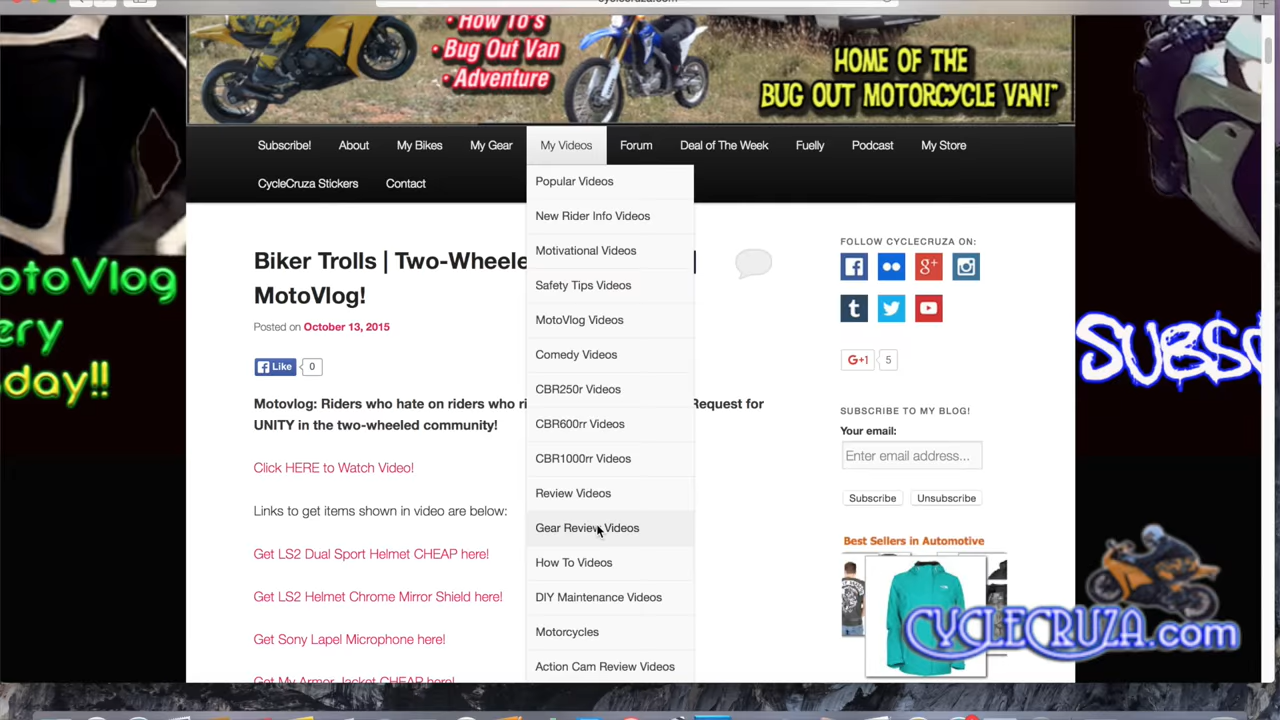 • How To's
• Bug Out Van
• Adventure
HOME OF THE
BUG OUT MOTORCYCLE VAN!"
Subscribe! About My Bikes My Gear My Videos Forum Deal of The Week Fuelly Podcast My Store
CycleCruza Stickers Contact
Popular Videos
New Rider Info Videos
Motivational Videos
Safety Tips Videos
MotoVlog Videos
Comedy Videos
CBR250r Videos
CBR600rr Videos
CBR1000rr Videos
Review Videos
Gear Review Videos
How To Videos
DIY Maintenance Videos
Motorcycles
Action Cam Review Videos
Biker Trolls | Two-Wheele |
MotoVlog!
Posted on October 13, 2015
Like 0
Motovlog: Riders who hate on riders who ri Request for
UNITY in the two-wheeled community!
Click HERE to Watch Video!
Links to get items shown in video are below:
Get LS2 Dual Sport Helmet CHEAP here!
Get LS2 Helmet Chrome Mirror Shield here!
Get Sony Lapel Microphone here!
Get My Armor Jacket CHEAP here!
FOLLOW CYCLECRUZA ON:
G+1 5
SUBSCRIBE TO MY BLOG!
Your email:
Enter email address...
Subscribe Unsubscribe
Best Sellers in Automotive
CYCLECRUZA.com
otoVlog
ery
day!!
SUBSC